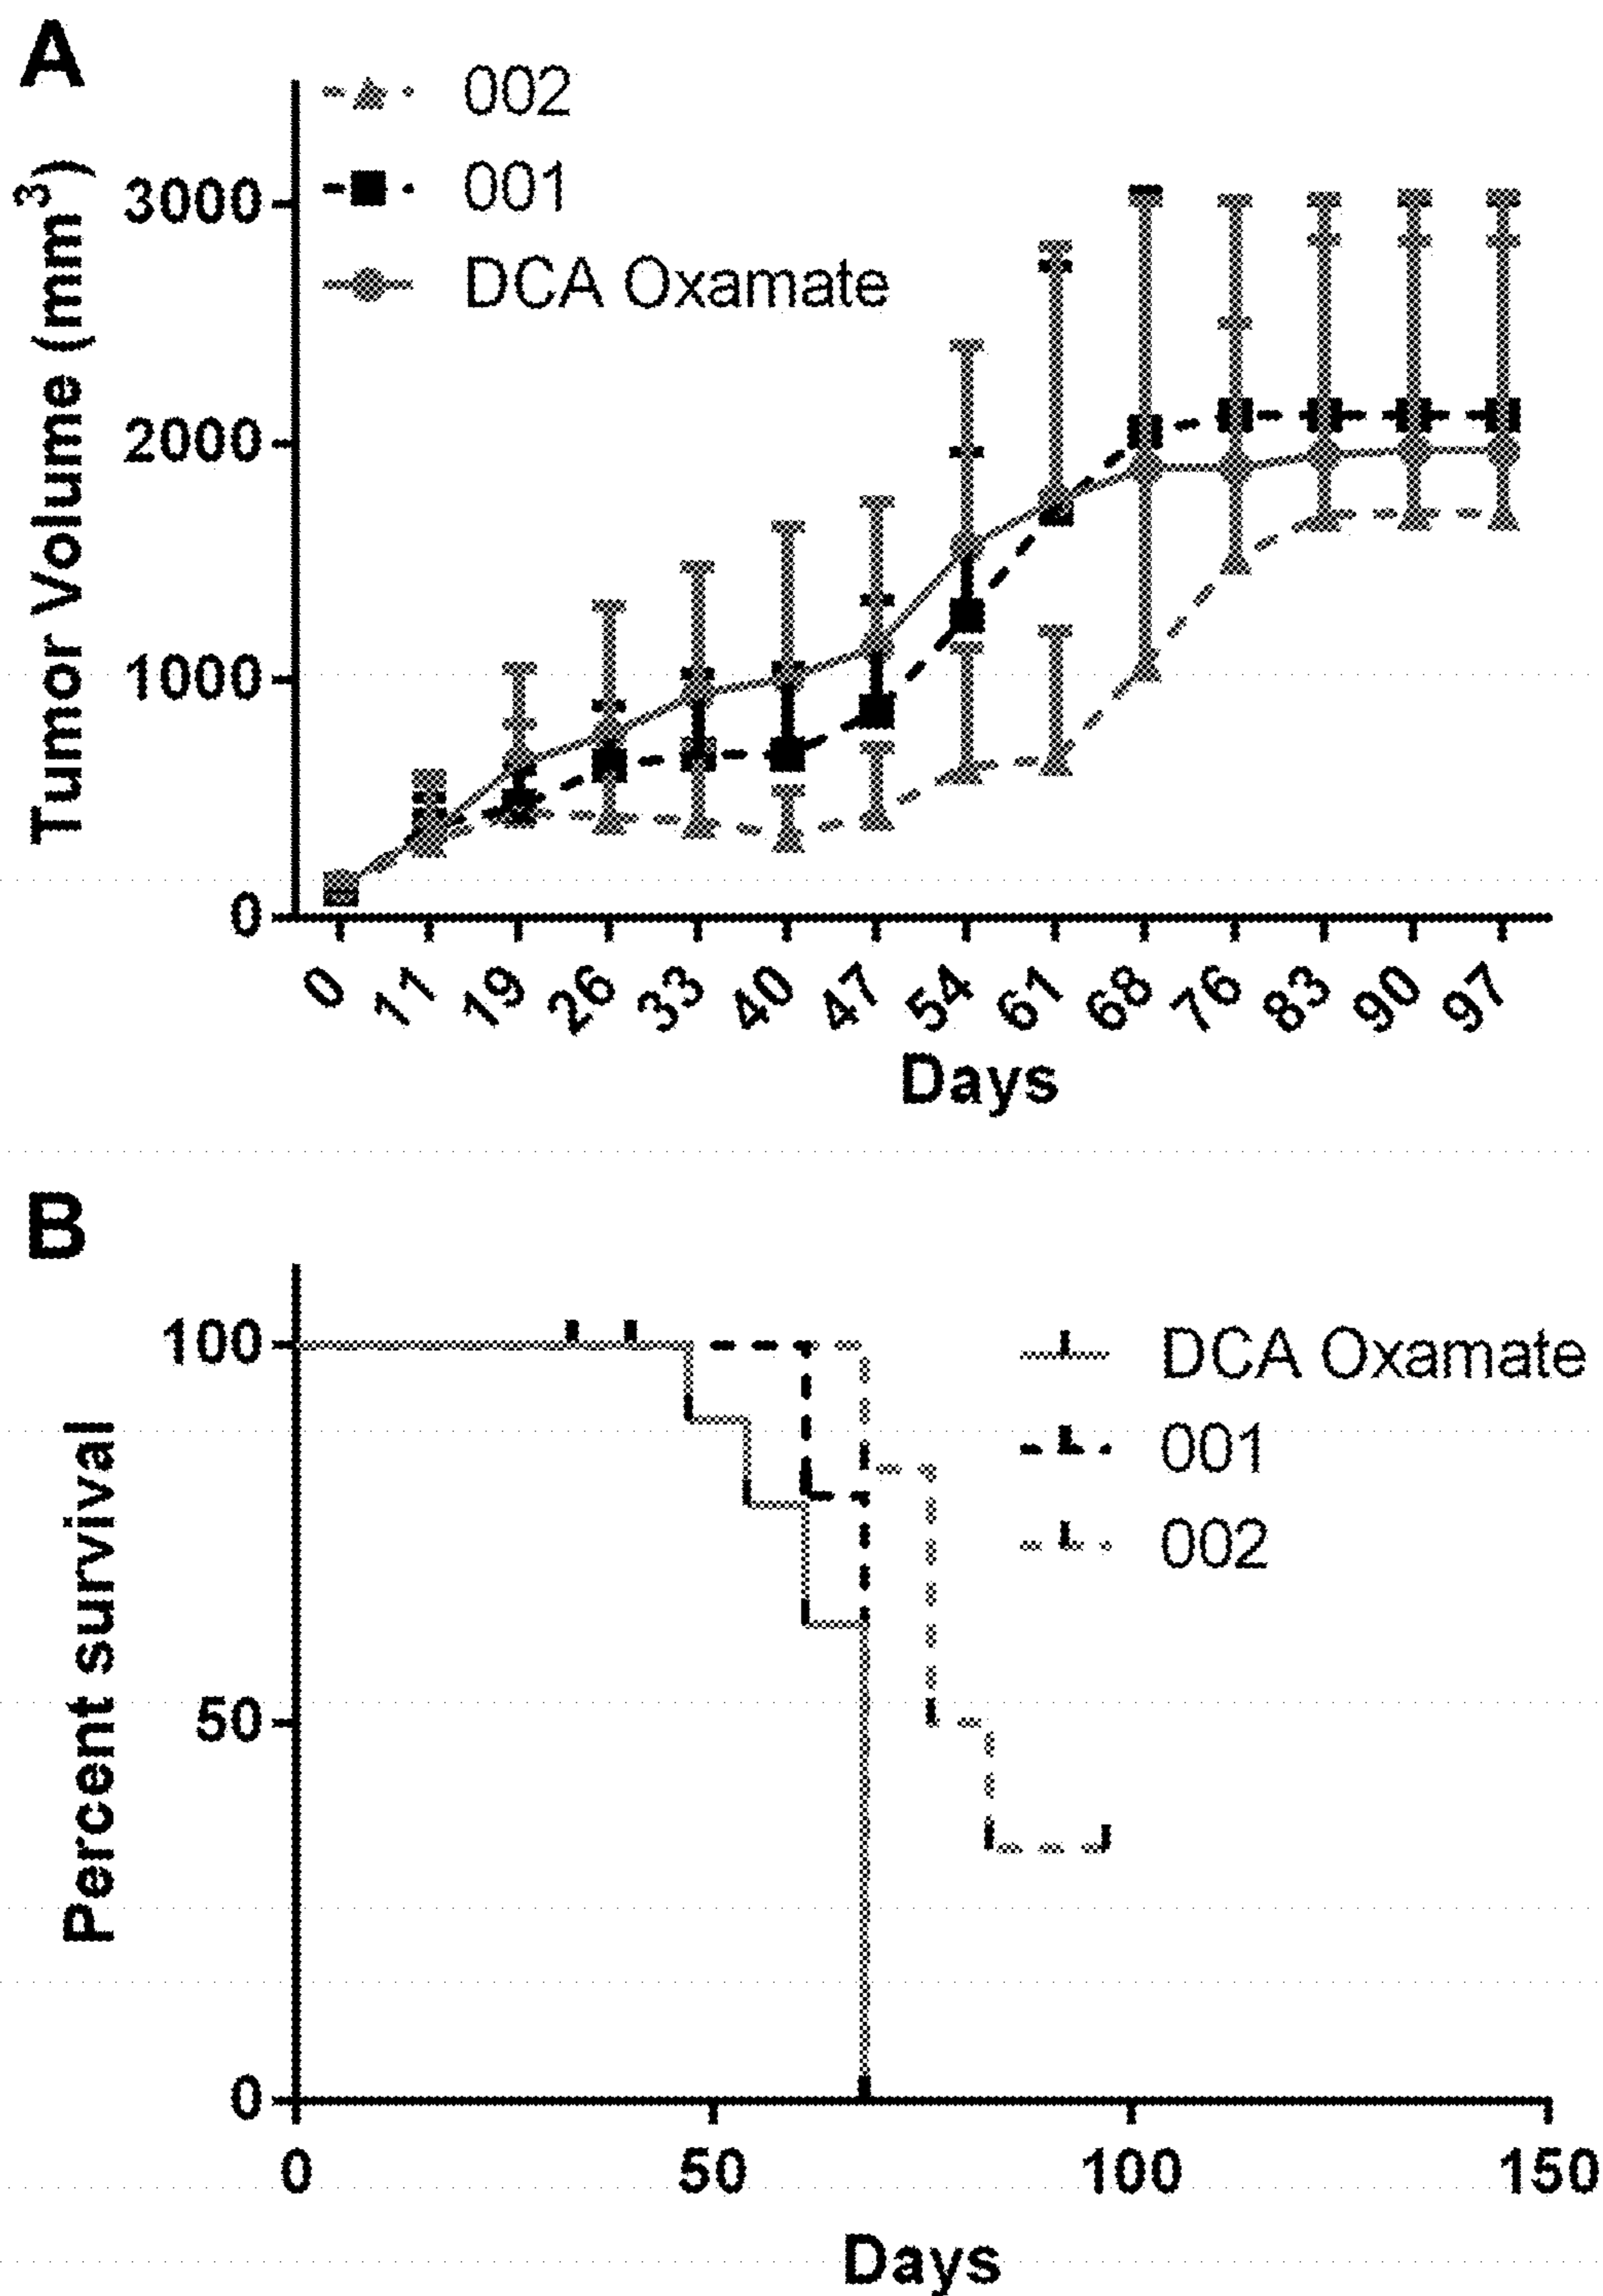 A
002
001
DCA Oxamate
Tumor Volume (mm³)
3000
2000
1000
0
0 11 19 26 33 40 47 54 61 68 76 83 90 97
Days
B
DCA Oxamate
001
002
Percent survival
100
50
0
0 50 100 150
Days